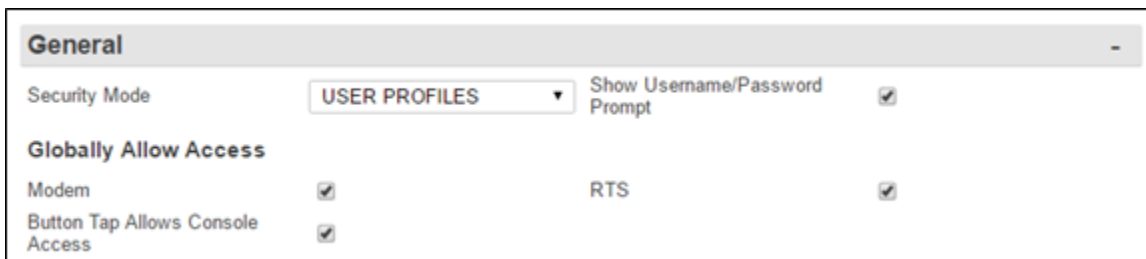 General -
Security Mode USER PROFILES Show Username/Password
Prompt
Globally Allow Access
Modem RTS
Button Tap Allows Console
Access